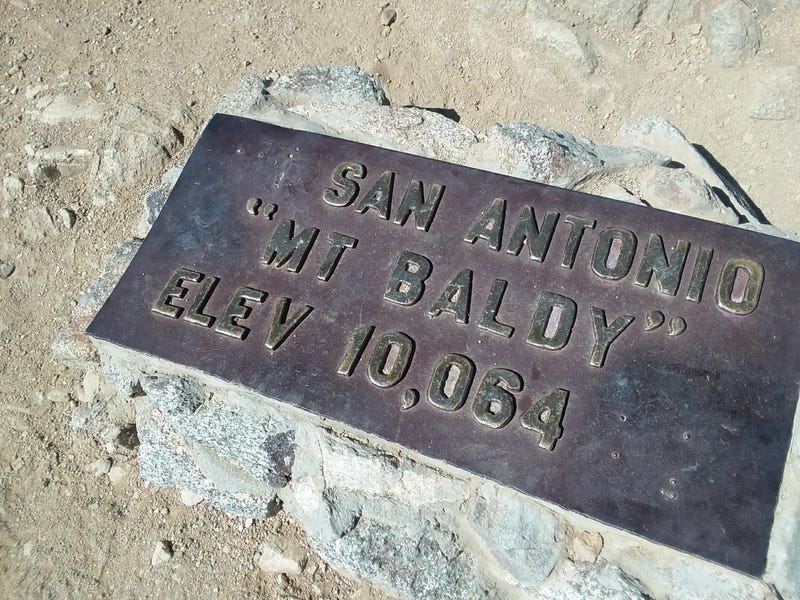 SAN ANTONIO
“MT BALDY”
ELEV 10,064